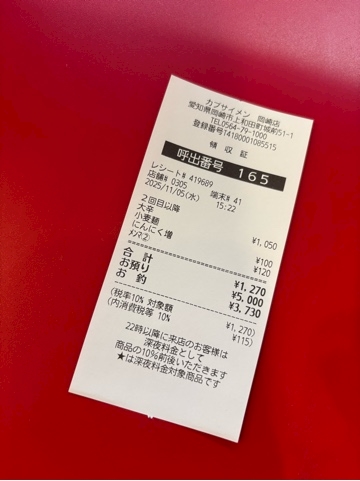 カプサイメン 岡崎店
愛知県岡崎市上和田町城前51-1
TEL0564-79-1000
登録番号T4180001085515
領 収 証
呼出番号 165
レシート# 419689
店舗# 0305 端末# 41
2025/11/05(水) 15:22
2回目以降 ¥1,050
大辛
小麦麺 ¥100
にんにく増 ¥120
メンマ②
合 計 ¥1,270
お預り ¥5,000
お 釣 ¥3,730
(税率10% 対象額 ¥1,270)
(内消費税等 10% ¥115)
22時以降に来店のお客様は
深夜料金として
商品の10%前後いただきます
★は深夜料金対象商品です